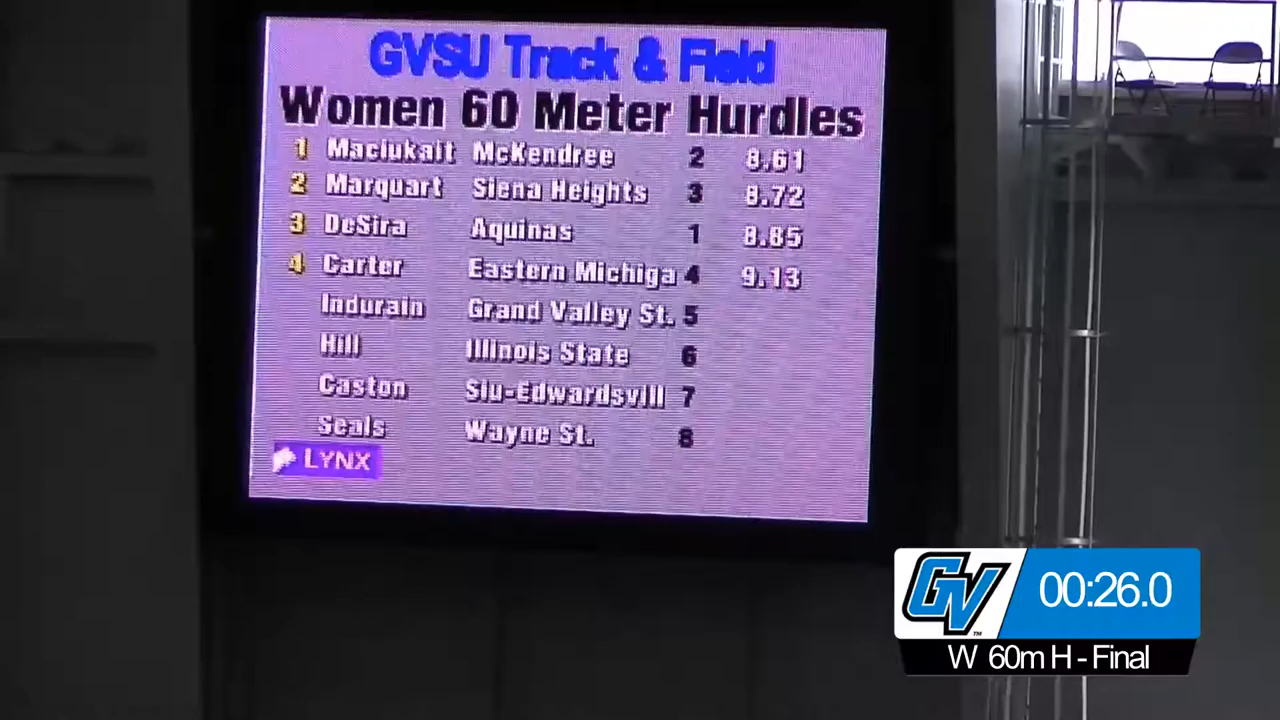 GVSU Track & Field
Women 60 Meter Hurdles
1 Maciukait McKendree 2 8.61
2 Marquart Siena Heights 3 8.72
3 DeSira Aquinas 1 8.85
4 Carter Eastern Michiga 4 9.13
Indurain Grand Valley St. 5
Hill Illinois State 6
Caston Siu-Edwardsvill 7
Seals Wayne St. 8
LYNX
GV 00:26.0
TM
W 60m H - Final